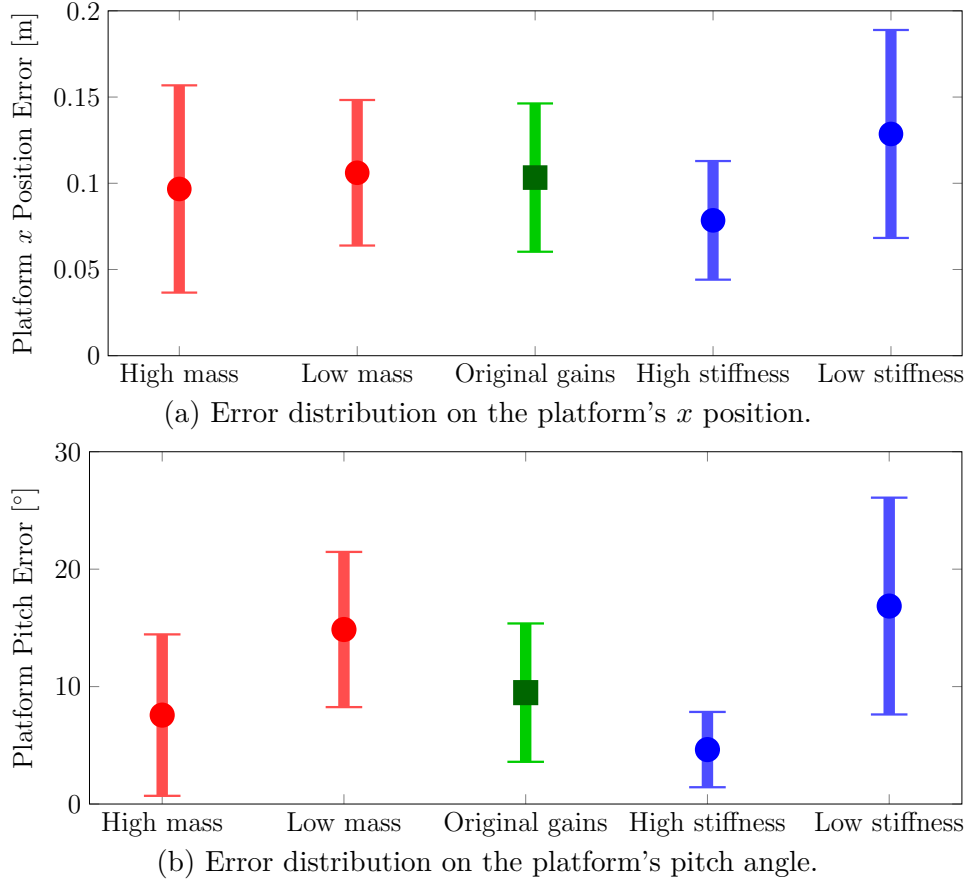 Platform x Position Error [m]
0.2
0.15
0.1
0.05
0
High mass Low mass Original gains High stiffness Low stiffness
(a) Error distribution on the platform's x position.
Platform Pitch Error [°]
30
20
10
0
High mass Low mass Original gains High stiffness Low stiffness
(b) Error distribution on the platform's pitch angle.